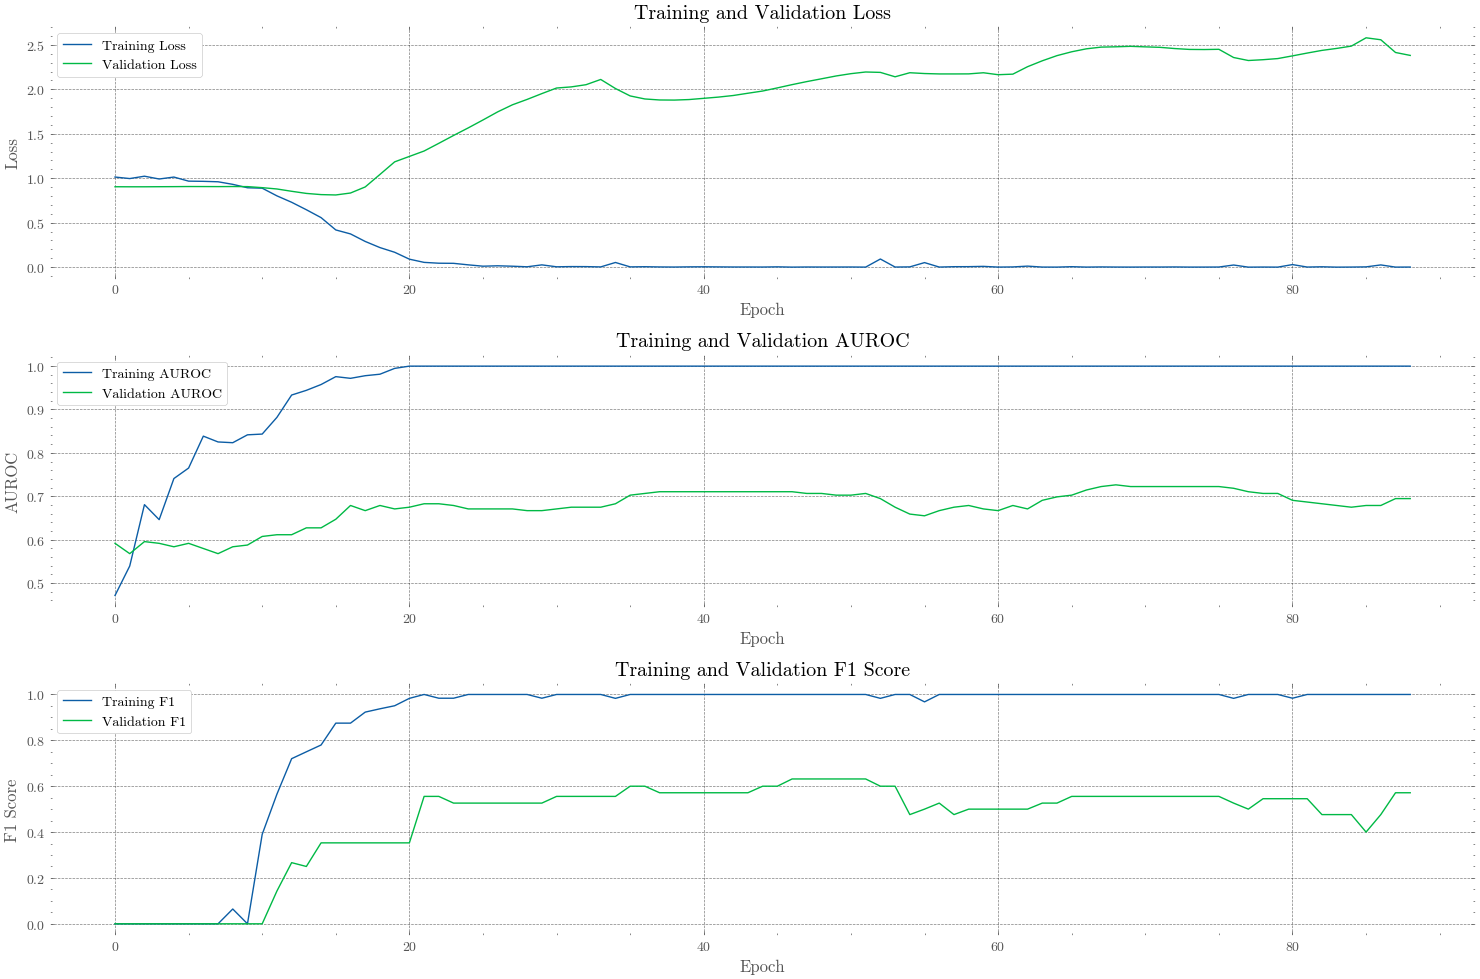 Training and Validation Loss
Training Loss
Validation Loss
2.5
2.0
1.5
1.0
0.5
0.0
Loss
0 20 40 60 80
Epoch
Training and Validation AUROC
Training AUROC
Validation AUROC
1.0
0.9
0.8
0.7
0.6
0.5
AUROC
0 20 40 60 80
Epoch
Training and Validation F1 Score
Training F1
Validation F1
1.0
0.8
0.6
0.4
0.2
0.0
F1 Score
0 20 40 60 80
Epoch